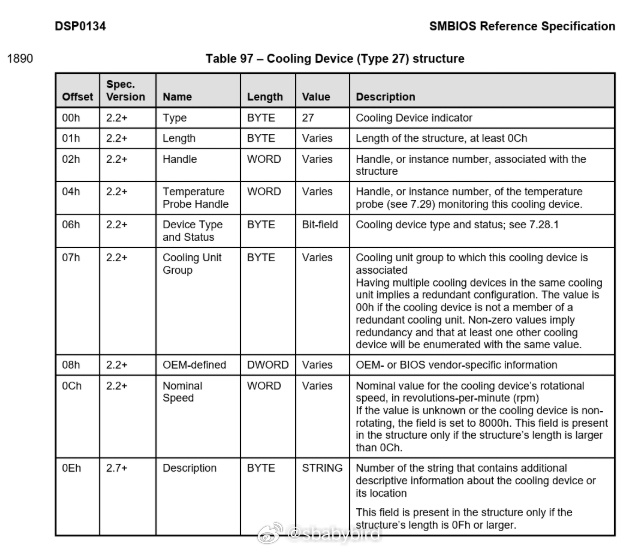 DSP0134 SMBIOS Reference Specification
1890 Table 97 – Cooling Device (Type 27) structure
Offset Spec. Version Name Length Value Description
00h 2.2+ Type BYTE 27 Cooling Device indicator
01h 2.2+ Length BYTE Varies Length of the structure, at least 0Ch
02h 2.2+ Handle WORD Varies Handle, or instance number, associated with the
structure
04h 2.2+ Temperature Probe Handle WORD Varies Handle, or instance number, of the temperature
probe (see 7.29) monitoring this cooling device.
06h 2.2+ Device Type and Status BYTE Bit-field Cooling device type and status; see 7.28.1
07h 2.2+ Cooling Unit Group BYTE Varies Cooling unit group to which this cooling device is
associated
Having multiple cooling devices in the same cooling
unit implies a redundant configuration. The value is
00h if the cooling device is not a member of a
redundant cooling unit. Non-zero values imply
redundancy and that at least one other cooling
device will be enumerated with the same value.
08h 2.2+ OEM-defined DWORD Varies OEM- or BIOS vendor-specific information
0Ch 2.2+ Nominal Speed WORD Varies Nominal value for the cooling device's rotational
speed, in revolutions-per-minute (rpm)
If the value is unknown or the cooling device is non-
rotating, the field is set to 8000h. This field is present
in the structure only if the structure's length is larger
than 0Ch.
0Eh 2.7+ Description BYTE STRING Number of the string that contains additional
descriptive information about the cooling device or
its location
This field is present in the structure only if the
structure's length is 0Fh or larger.
@sbabybird